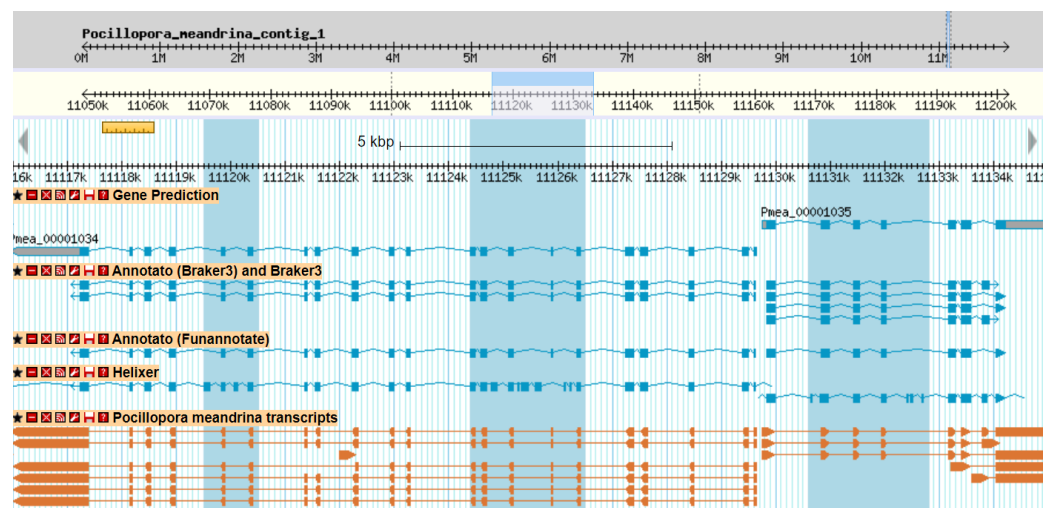 Pocillopora_meandrina_contig_1
0M 1M 2M 3M 4M 5M 6M 7M 8M 9M 10M 11M
11050k 11060k 11070k 11080k 11090k 11100k 11110k 11120k 11130k 11140k 11150k 11160k 11170k 11180k 11190k 11200k
5 kbp
16k 11117k 11118k 11119k 11120k 11121k 11122k 11123k 11124k 11125k 11126k 11127k 11128k 11129k 11130k 11131k 11132k 11133k 11134k 111
Gene Prediction
Pmea_00001035
Pmea_00001034
Annotato (Braker3) and Braker3
Annotato (Funannotate)
Helixer
Pocillopora meandrina transcripts